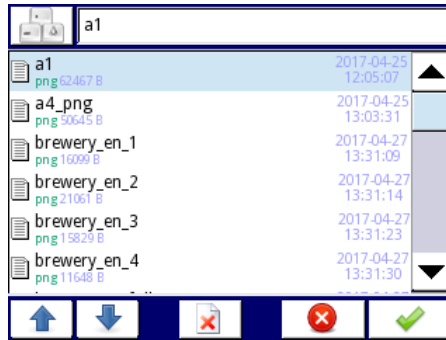 a1
a1
2017-04-25
png 62467 B
12:05:07
a4_png
2017-04-25
png 50645 B
13:03:31
brewery_en_1
2017-04-27
png 16099 B
13:31:09
brewery_en_2
2017-04-27
png 21061 B
13:31:14
brewery_en_3
2017-04-27
png 15829 B
13:31:23
brewery_en_4
2017-04-27
png 11648 B
13:31:30